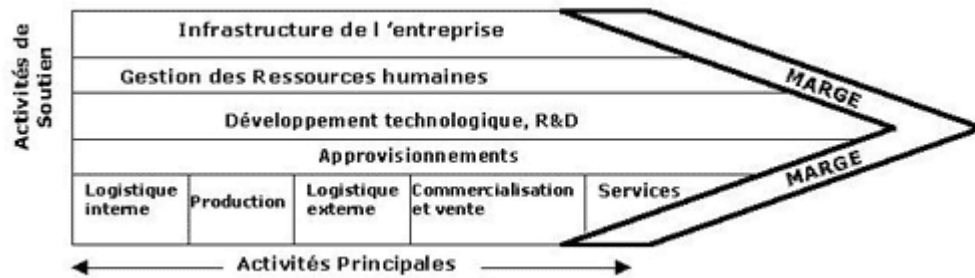 Activités de
Soutien
Infrastructure de l 'entreprise
Gestion des Ressources humaines
Développement technologique, R&D
Approvisionnements
Logistique
interne
Production
Logistique
externe
Commercialisation
et vente
Services
MARGE
MARGE
Activités Principales